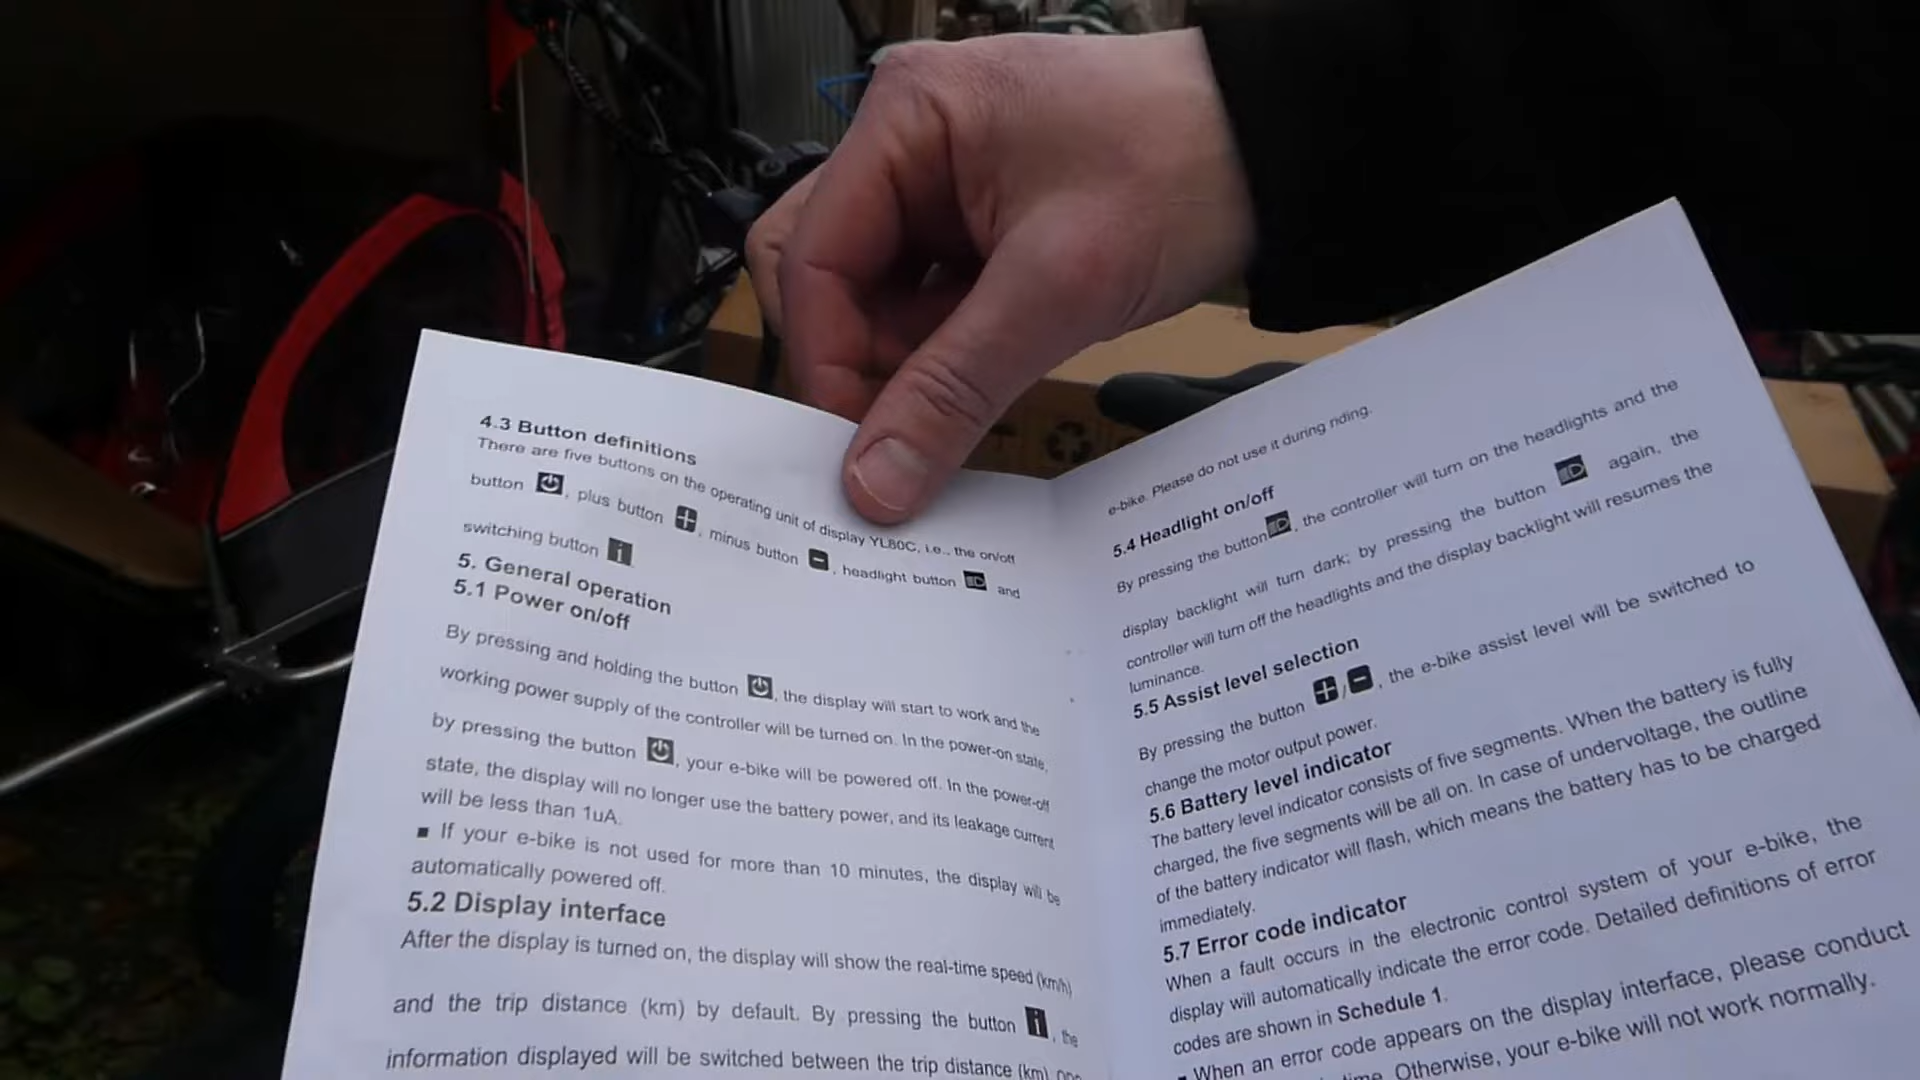 4.3 Button definitions
There are five buttons on the operating unit of display YL80C, i.e., the on/off
button , plus button , minus button , headlight button and
switching button i
5. General operation
5.1 Power on/off
By pressing and holding the button , the display will start to work and the
working power supply of the controller will be turned on. In the power-on state,
by pressing the button , your e-bike will be powered off. In the power-off
state, the display will no longer use the battery power, and its leakage current
will be less than 1uA.
■ If your e-bike is not used for more than 10 minutes, the display will be
automatically powered off.
5.2 Display interface
After the display is turned on, the display will show the real-time speed (km/h)
and the trip distance (km) by default. By pressing the button i , the
information displayed will be switched between the trip distance (km)
e-bike. Please do not use it during riding.
5.4 Headlight on/off
By pressing the button , the controller will turn on the headlights and the
display backlight will turn dark; by pressing the button again, the
controller will turn off the headlights and the display backlight will resumes the
luminance.
5.5 Assist level selection
By pressing the button + / − , the e-bike assist level will be switched to
change the motor output power.
5.6 Battery level indicator
The battery level indicator consists of five segments. When the battery is fully
charged, the five segments will be all on. In case of undervoltage, the outline
of the battery indicator will flash, which means the battery has to be charged
immediately.
5.7 Error code indicator
When a fault occurs in the electronic control system of your e-bike, the
display will automatically indicate the error code. Detailed definitions of error
codes are shown in Schedule 1.
■ When an error code appears on the display interface, please conduct
Otherwise, your e-bike will not work normally.